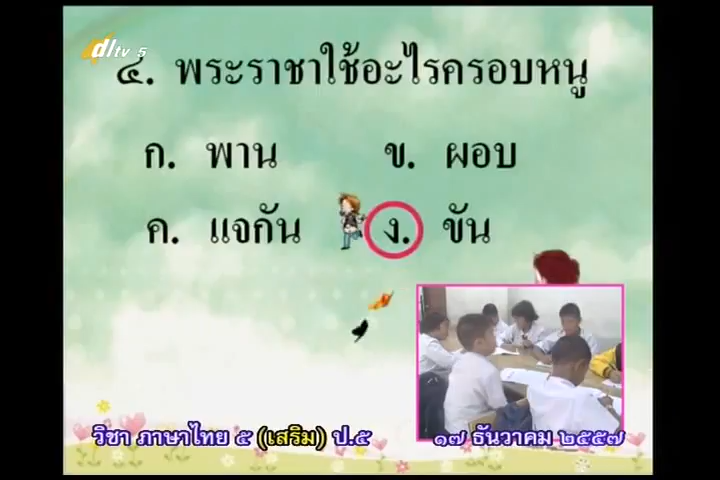 dltv 5
๔. พระราชาใช้อะไรครอบหนู
ก. พาน ข. ผอบ
ค. แจกัน ง. ขัน
วิชา ภาษาไทย ๕ (เสริม) ป.๕ ๑๗ ธันวาคม ๒๕๕๗